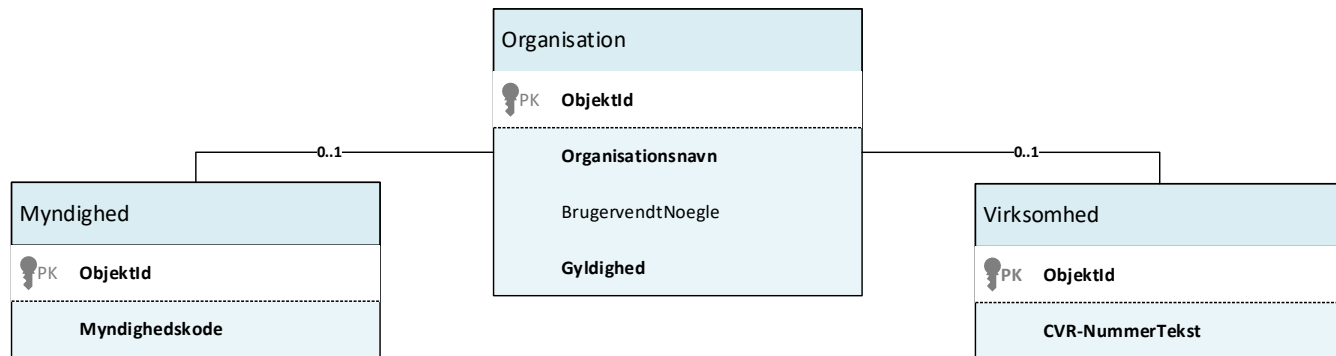 Organisation
PK ObjektId
Organisationsnavn
BrugervendtNoegle
Gyldighed
0..1
0..1
Myndighed
PK ObjektId
Myndighedskode
Virksomhed
PK ObjektId
CVR-NummerTekst